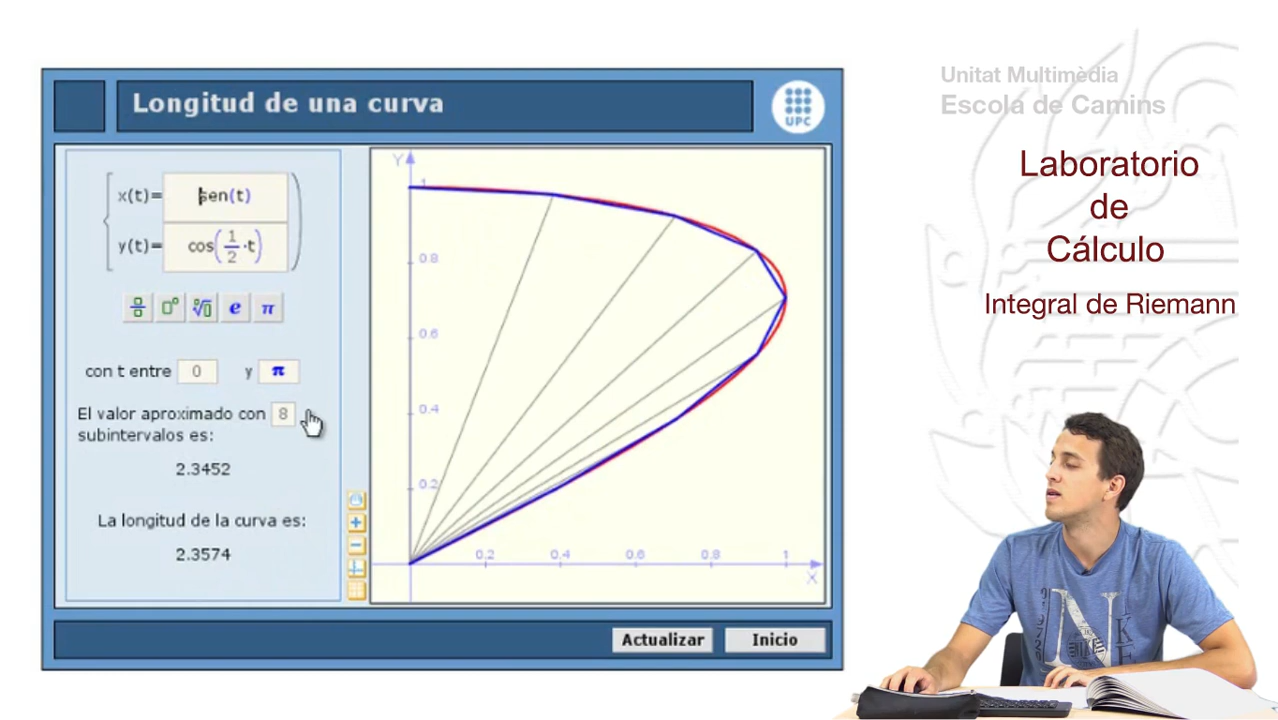 Unitat Multimèdia
Escola de Camins
Laboratorio
de
Cálculo
Integral de Riemann
Longitud de una curva
UPC
x(t)= sen(t)
y(t)= cos(1/2·t)
e π
con t entre 0 y π
El valor aproximado con 8
subintervalos es:
2.3452
La longitud de la curva es:
2.3574
Y
1
0.8
0.6
0.4
0.2
0.2 0.4 0.6 0.8 1
X
Actualizar Inicio
N